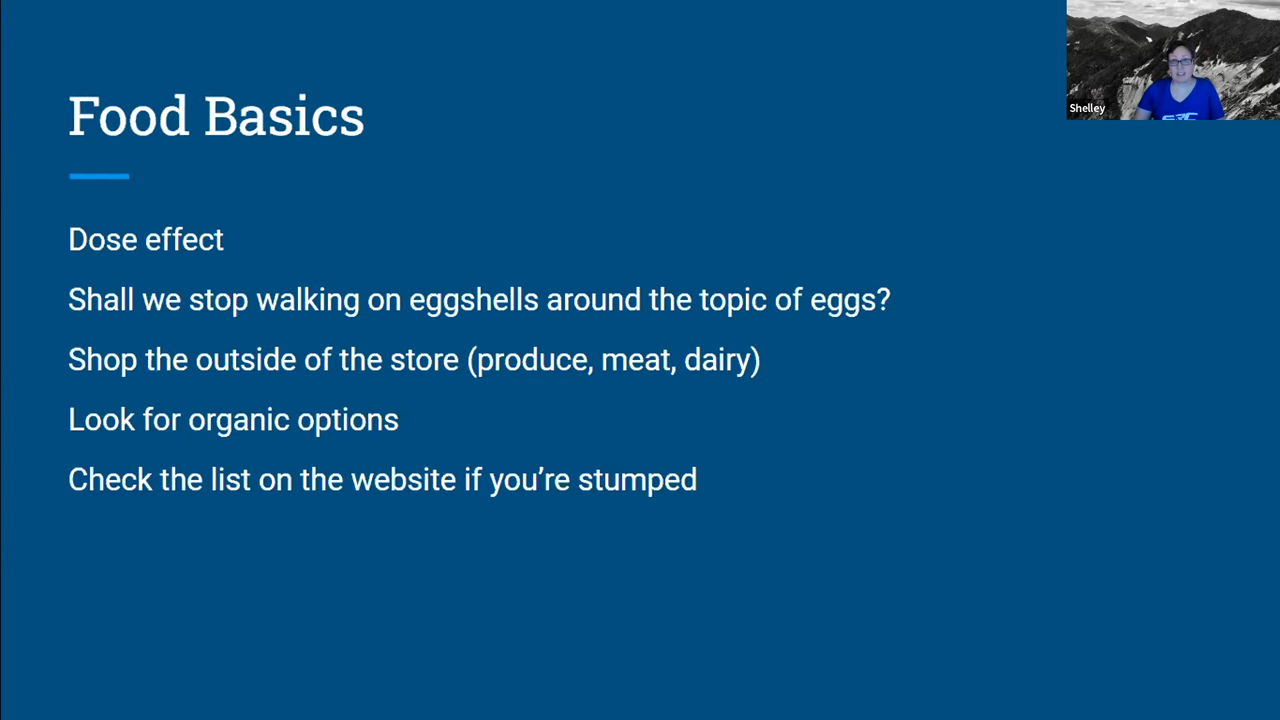 Food Basics
Shelley
Dose effect
Shall we stop walking on eggshells around the topic of eggs?
Shop the outside of the store (produce, meat, dairy)
Look for organic options
Check the list on the website if you’re stumped